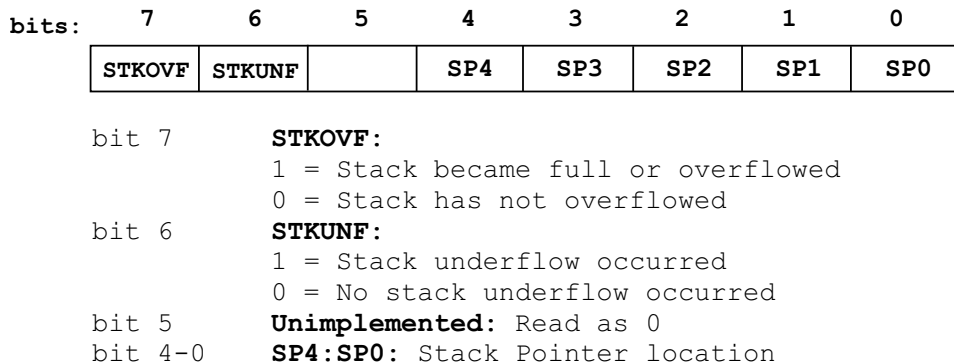 bits: 7 6 5 4 3 2 1 0
STKOVF STKUNF SP4 SP3 SP2 SP1 SP0
bit 7 STKOVF:
1 = Stack became full or overflowed
0 = Stack has not overflowed
bit 6 STKUNF:
1 = Stack underflow occurred
0 = No stack underflow occurred
bit 5 Unimplemented: Read as 0
bit 4-0 SP4:SP0: Stack Pointer location